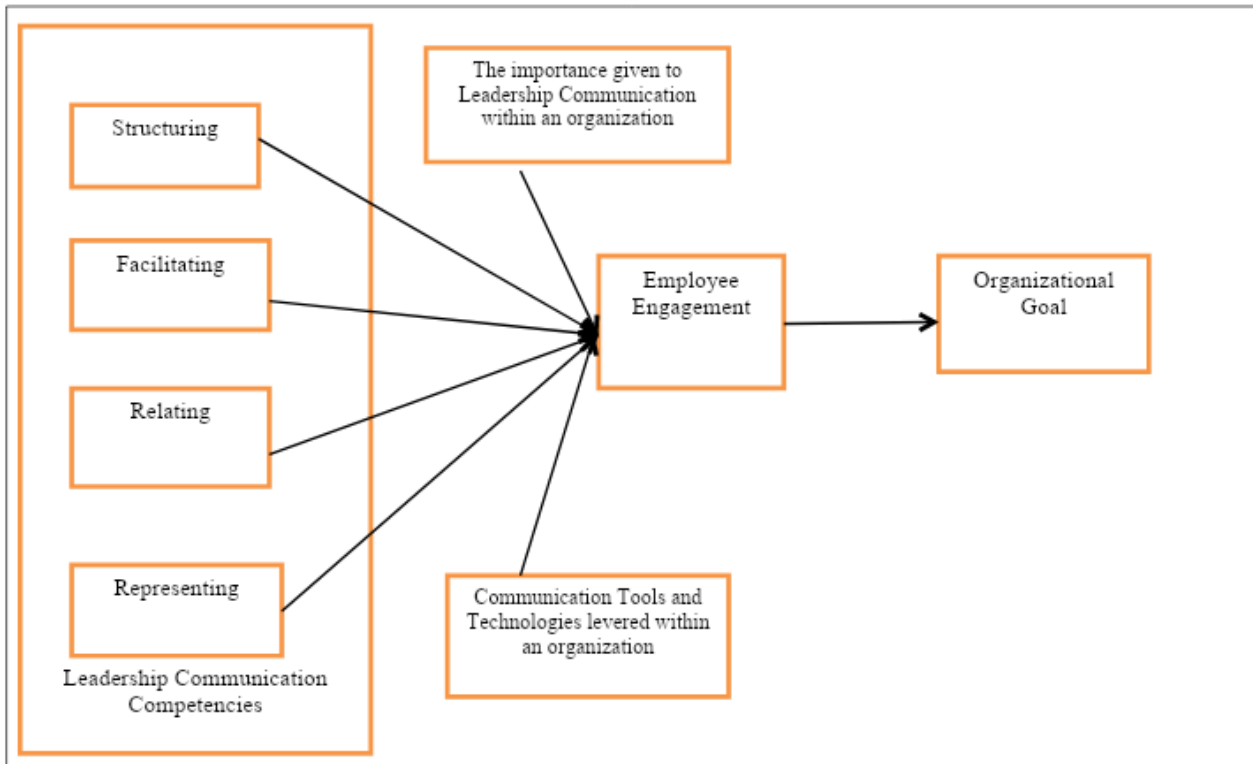 Structuring
Facilitating
Relating
Representing
Leadership Communication
Competencies
The importance given to
Leadership Communication
within an organization
Communication Tools and
Technologies levered within
an organization
Employee
Engagement
Organizational
Goal